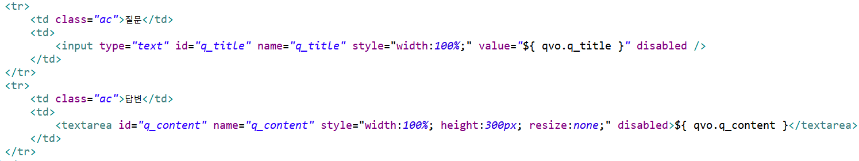 <tr>
<td class="ac">질문</td>
<td>
<input type="text" id="q_title" name="q_title" style="width:100%;" value="${ qvo.q_title }" disabled />
</td>
</tr>
<tr>
<td class="ac">답변</td>
<td>
<textarea id="q_content" name="q_content" style="width:100%; height:300px; resize:none;" disabled>${ qvo.q_content }</textarea>
</td>
</tr>